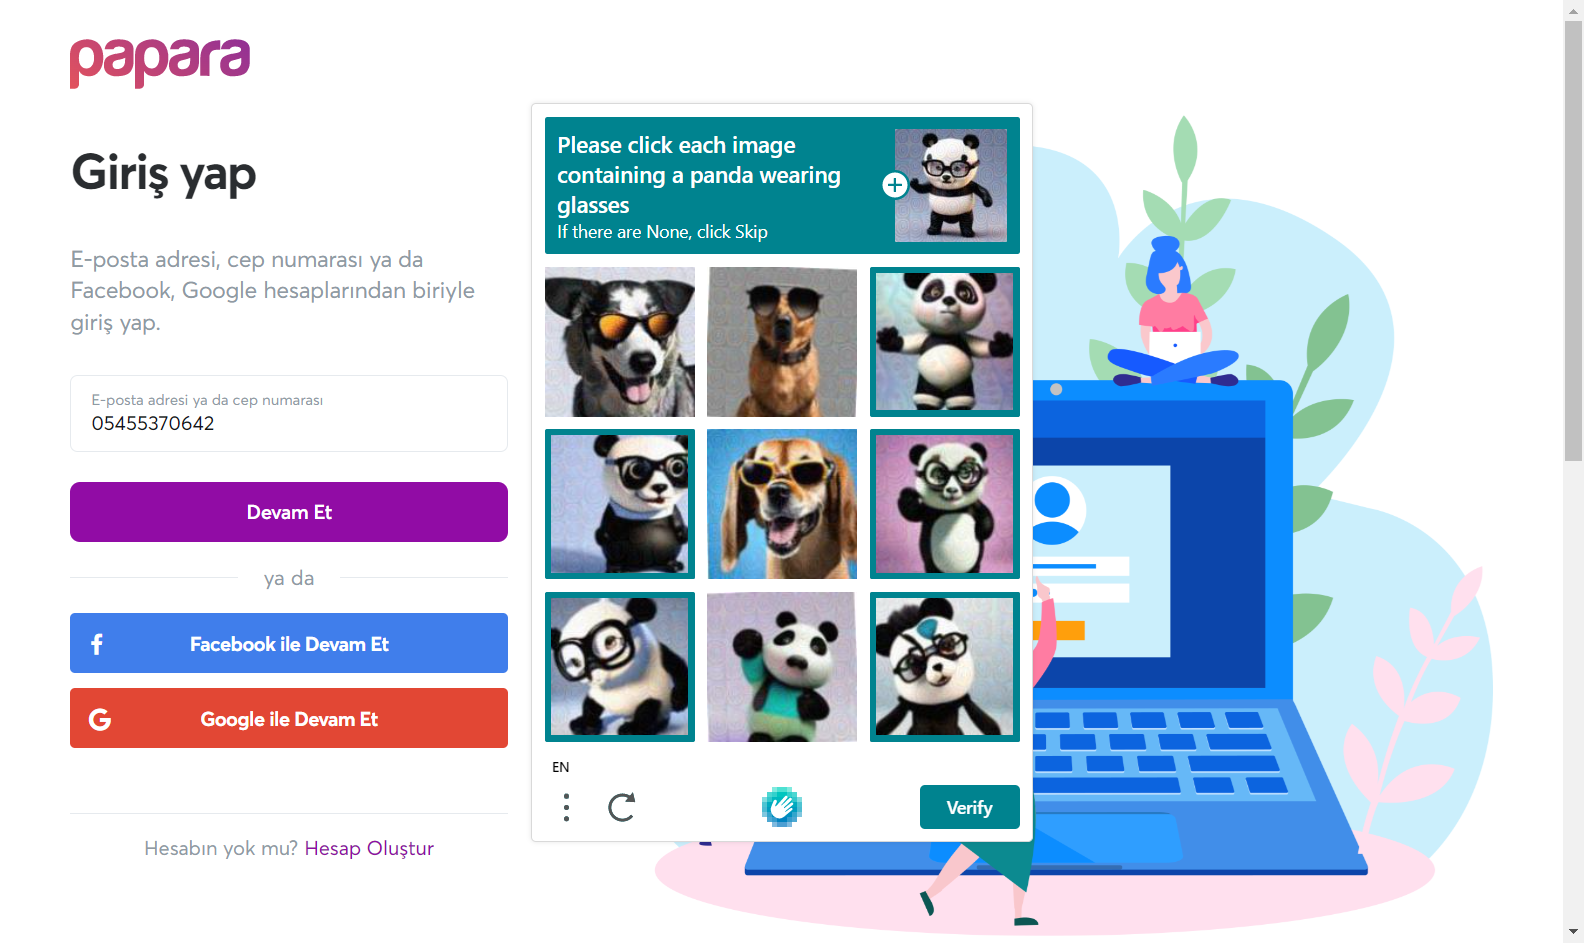 papara
Giriş yap
E-posta adresi, cep numarası ya da
Facebook, Google hesaplarından biriyle
giriş yap.
E-posta adresi ya da cep numarası
05455370642
Devam Et
ya da
Facebook ile Devam Et
Google ile Devam Et
Hesabın yok mu? Hesap Oluştur
Please click each image
containing a panda wearing
glasses
If there are None, click Skip
EN
Verify